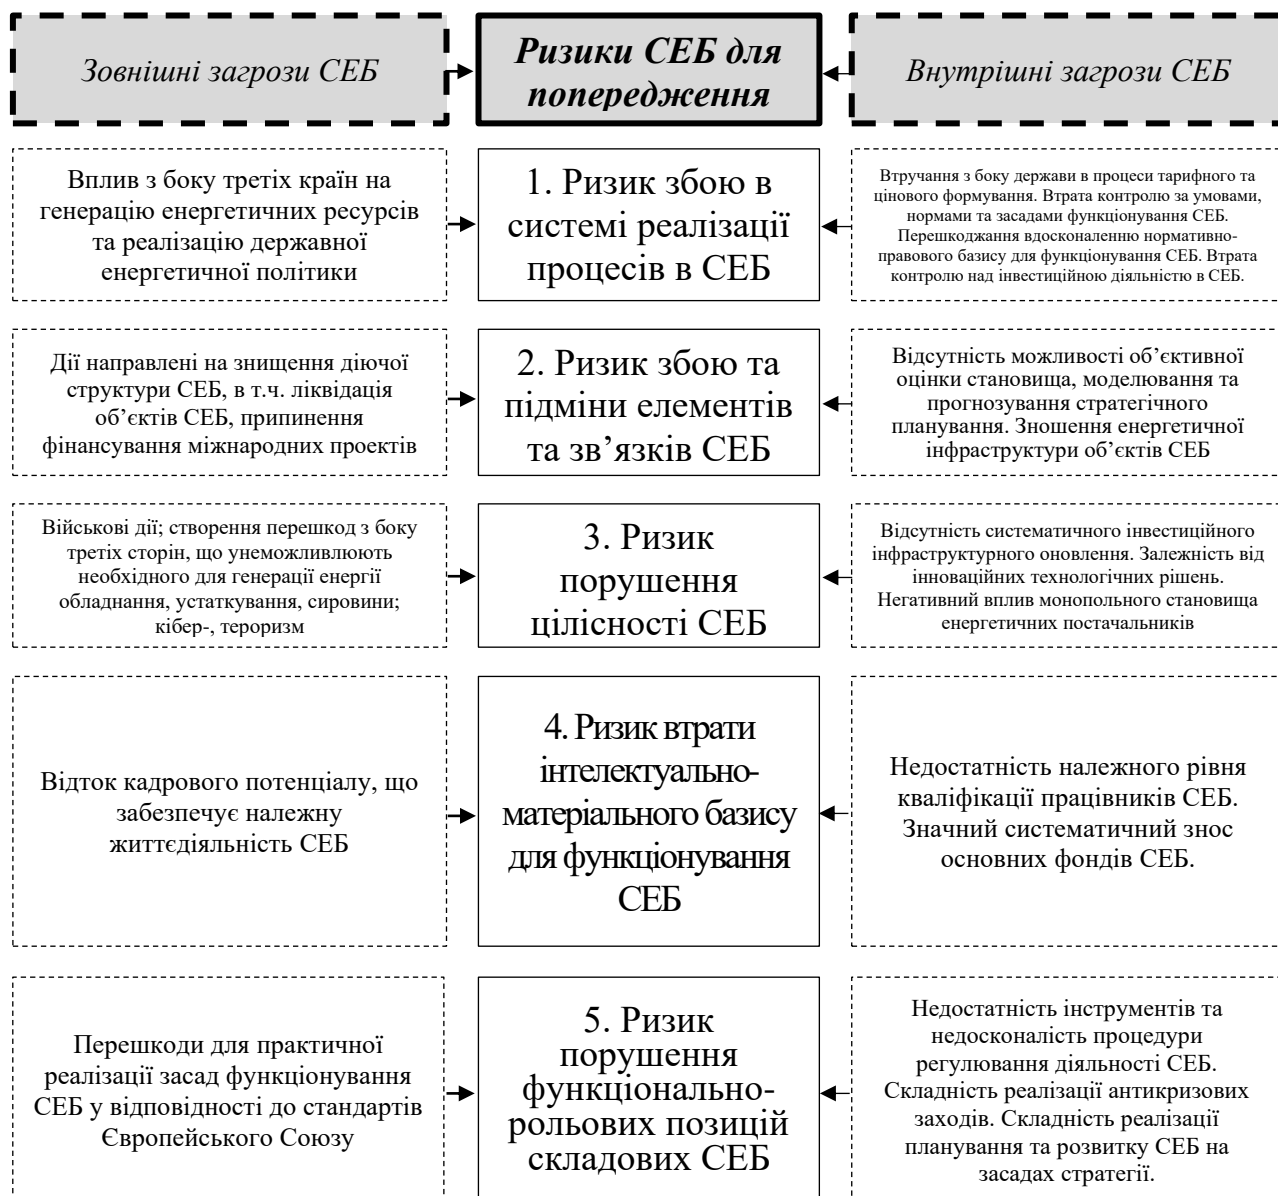 Зовнішні загрози СЕБ
Ризики СЕБ для
попередження
Внутрішні загрози СЕБ
Вплив з боку третіх країн на
генерацію енергетичних ресурсів
та реалізацію державної
енергетичної політики
1. Ризик збою в
системі реалізації
процесів в СЕБ
Втручання з боку держави в процеси тарифного та
цінового формування. Втрата контролю за умовами,
нормами та засадами функціонування СЕБ.
Перешкоджання вдосконаленню нормативно-
правового базису для функціонування СЕБ. Втрата
контролю над інвестиційною діяльністю в СЕБ.
Дії направлені на знищення діючої
структури СЕБ, в т.ч. ліквідація
об’єктів СЕБ, припинення
фінансування міжнародних проектів
2. Ризик збою та
підміни елементів
та зв’язків СЕБ
Відсутність можливості об’єктивної
оцінки становища, моделювання та
прогнозування стратегічного
планування. Зношення енергетичної
інфраструктури об’єктів СЕБ
Військові дії; створення перешкод з боку
третіх сторін, що унеможливлюють
необхідного для генерації енергії
обладнання, устаткування, сировини;
кібер-, тероризм
3. Ризик
порушення
цілісності СЕБ
Відсутність систематичного інвестиційного
інфраструктурного оновлення. Залежність від
інноваційних технологічних рішень.
Негативний вплив монопольного становища
енергетичних постачальників
Відток кадрового потенціалу, що
забезпечує належну
життєдіяльність СЕБ
4. Ризик втрати
інтелектуально-
матеріального базису
для функціонування
СЕБ
Недостатність належного рівня
кваліфікації працівників СЕБ.
Значний систематичний знос
основних фондів СЕБ.
Перешкоди для практичної
реалізації засад функціонування
СЕБ у відповідності до стандартів
Європейського Союзу
5. Ризик
порушення
функціонально-
рольових позицій
складових СЕБ
Недостатність інструментів та
недосконалість процедури
регулювання діяльності СЕБ.
Складність реалізації антикризових
заходів. Складність реалізації
планування та розвитку СЕБ на
засадах стратегії.